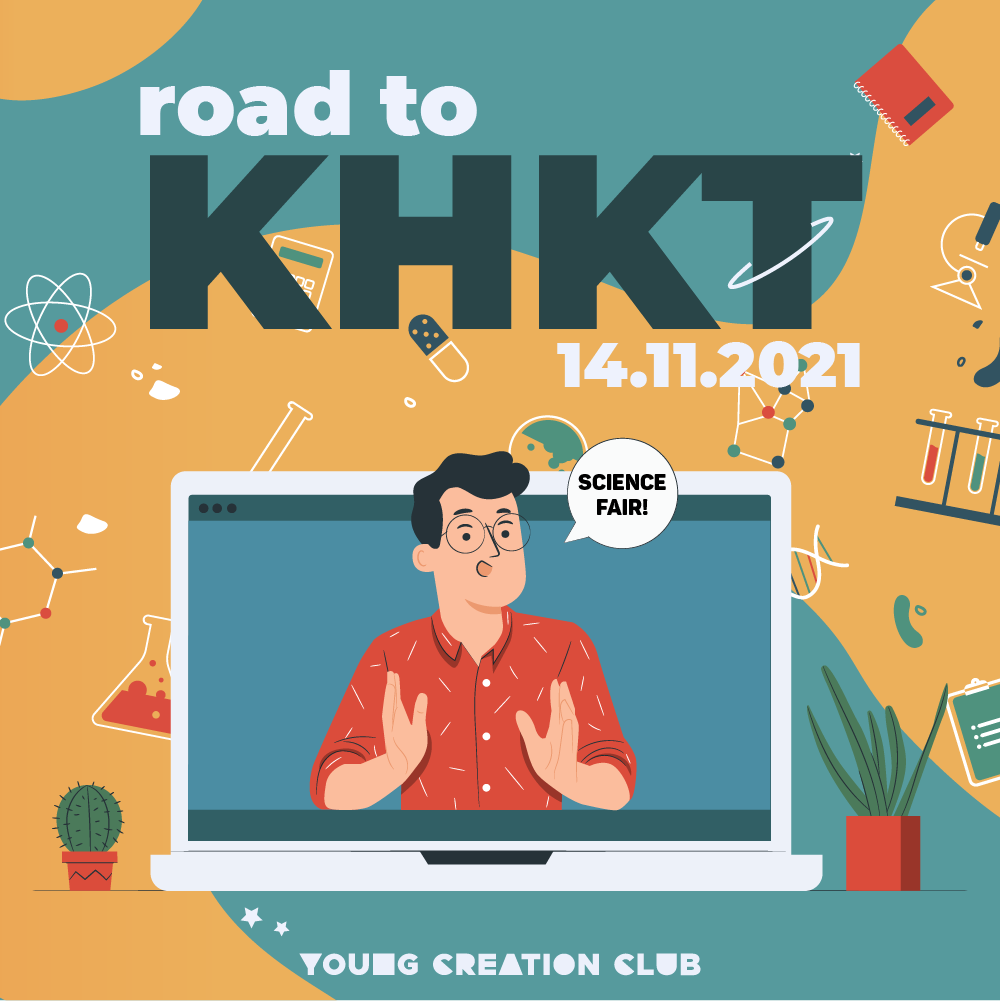 road to
KHKT
14.11.2021
SCIENCE
FAIR!
YOUNG CREATION CLUB